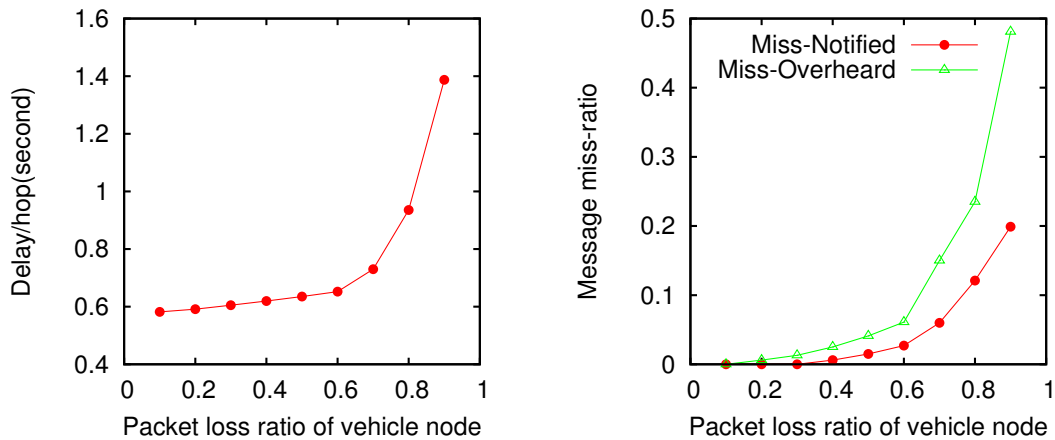 1.6
1.4
1.2
1
0.8
0.6
0.4
0 0.2 0.4 0.6 0.8 1
Delay/hop(second)
Packet loss ratio of vehicle node
0.5
0.4
0.3
0.2
0.1
0
0 0.2 0.4 0.6 0.8 1
Message miss-ratio
Packet loss ratio of vehicle node
Miss-Notified
Miss-Overheard